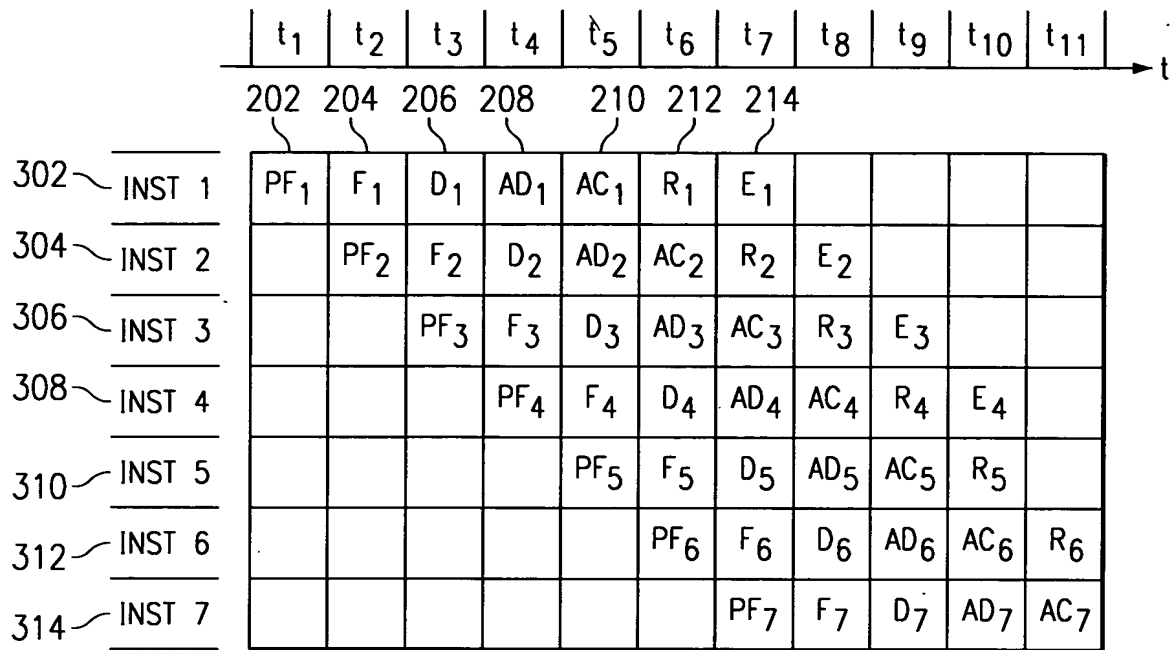 t1 t2 t3 t4 t5 t6 t7 t8 t9 t10 t11
t
202 204 206 208 210 212 214
302 INST 1 PF1 F1 D1 AD1 AC1 R1 E1
304 INST 2 PF2 F2 D2 AD2 AC2 R2 E2
306 INST 3 PF3 F3 D3 AD3 AC3 R3 E3
308 INST 4 PF4 F4 D4 AD4 AC4 R4 E4
310 INST 5 PF5 F5 D5 AD5 AC5 R5
312 INST 6 PF6 F6 D6 AD6 AC6 R6
314 INST 7 PF7 F7 D7 AD7 AC7